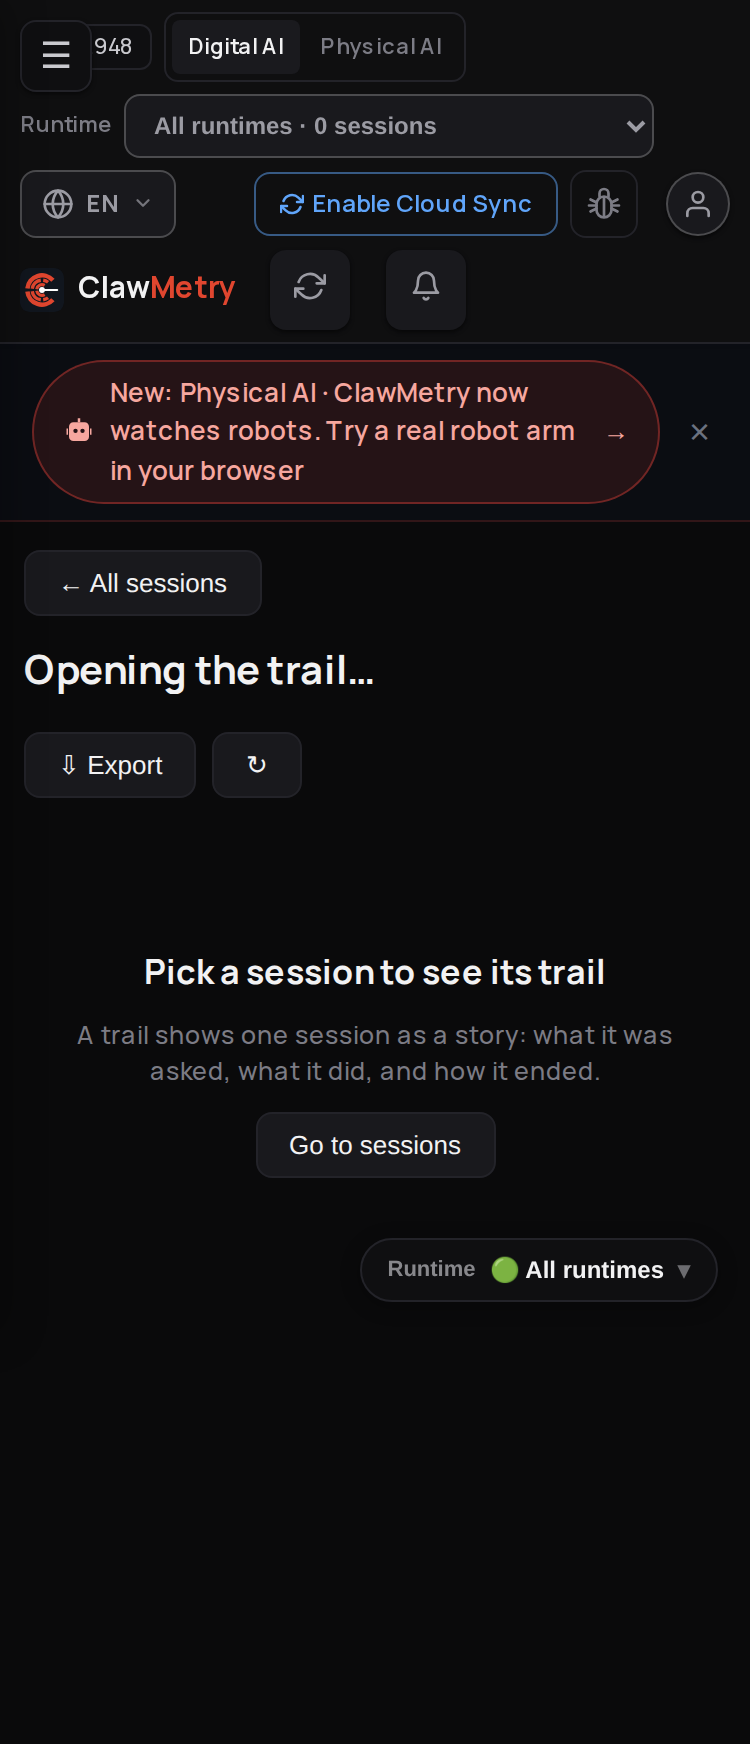 ☰
948
Digital AI
Physical AI
Runtime
All runtimes · 0 sessions
EN
Enable Cloud Sync
ClawMetry
New: Physical AI · ClawMetry now
watches robots. Try a real robot arm →
in your browser
×
← All sessions
Opening the trail…
⇩ Export
↻
Pick a session to see its trail
A trail shows one session as a story: what it was
asked, what it did, and how it ended.
Go to sessions
Runtime 🟢 All runtimes ▼